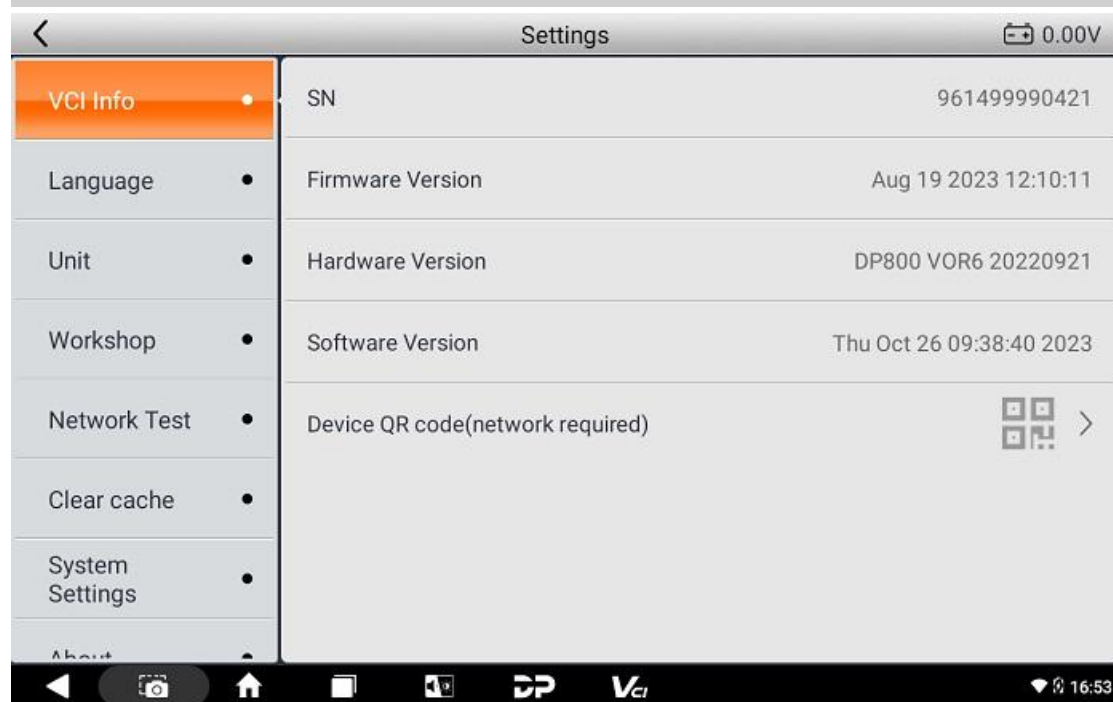 Settings
0.00V
VCI Info
SN
961499990421
Language
Firmware Version
Aug 19 2023 12:10:11
Unit
Hardware Version
DP800 VOR6 20220921
Workshop
Software Version
Thu Oct 26 09:38:40 2023
Network Test
Device QR code(network required)
Clear cache
System
Settings
About
DP
VCI
16:53